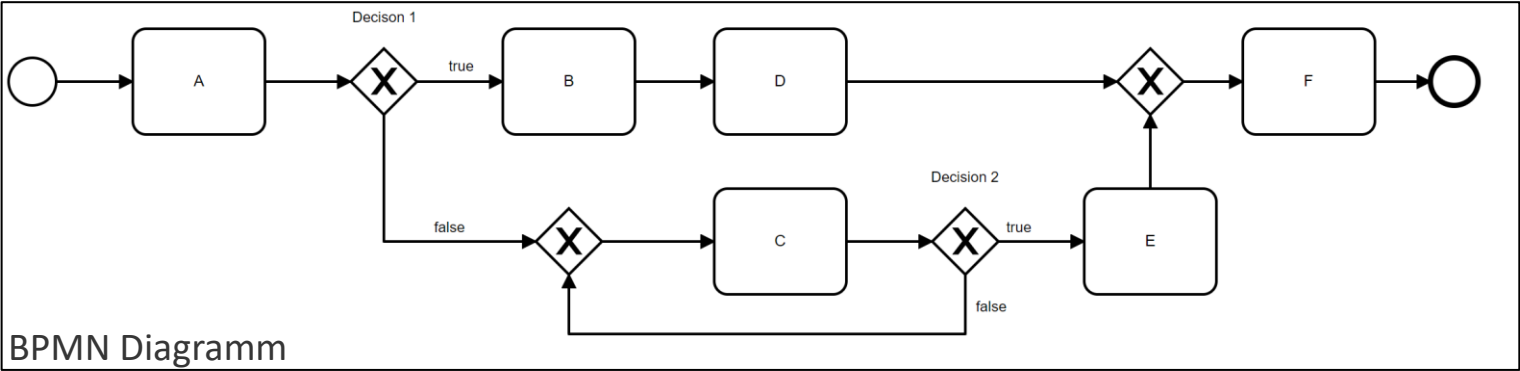 Decison 1
A
X
true
B
D
X
F
Decision 2
false
X
C
X
true
E
false
BPMN Diagramm